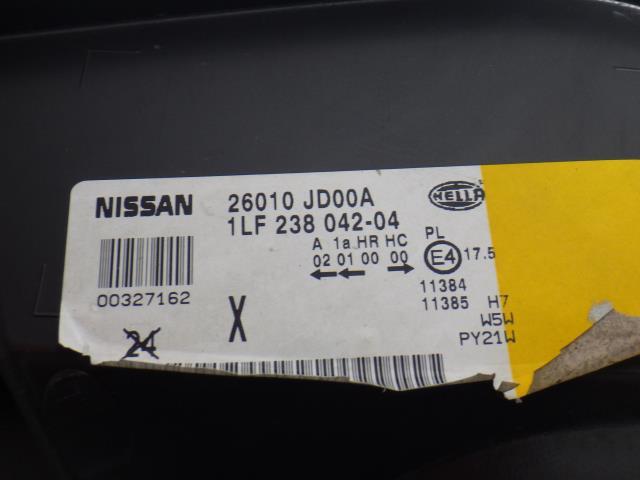 NISSAN 26010 JD00A HELLA
1LF 238 042-04
A 1a HR HC PL
02 01 00 00 E4 17.5
00327162
11384
11385 H7
X W5W
24 PY21W